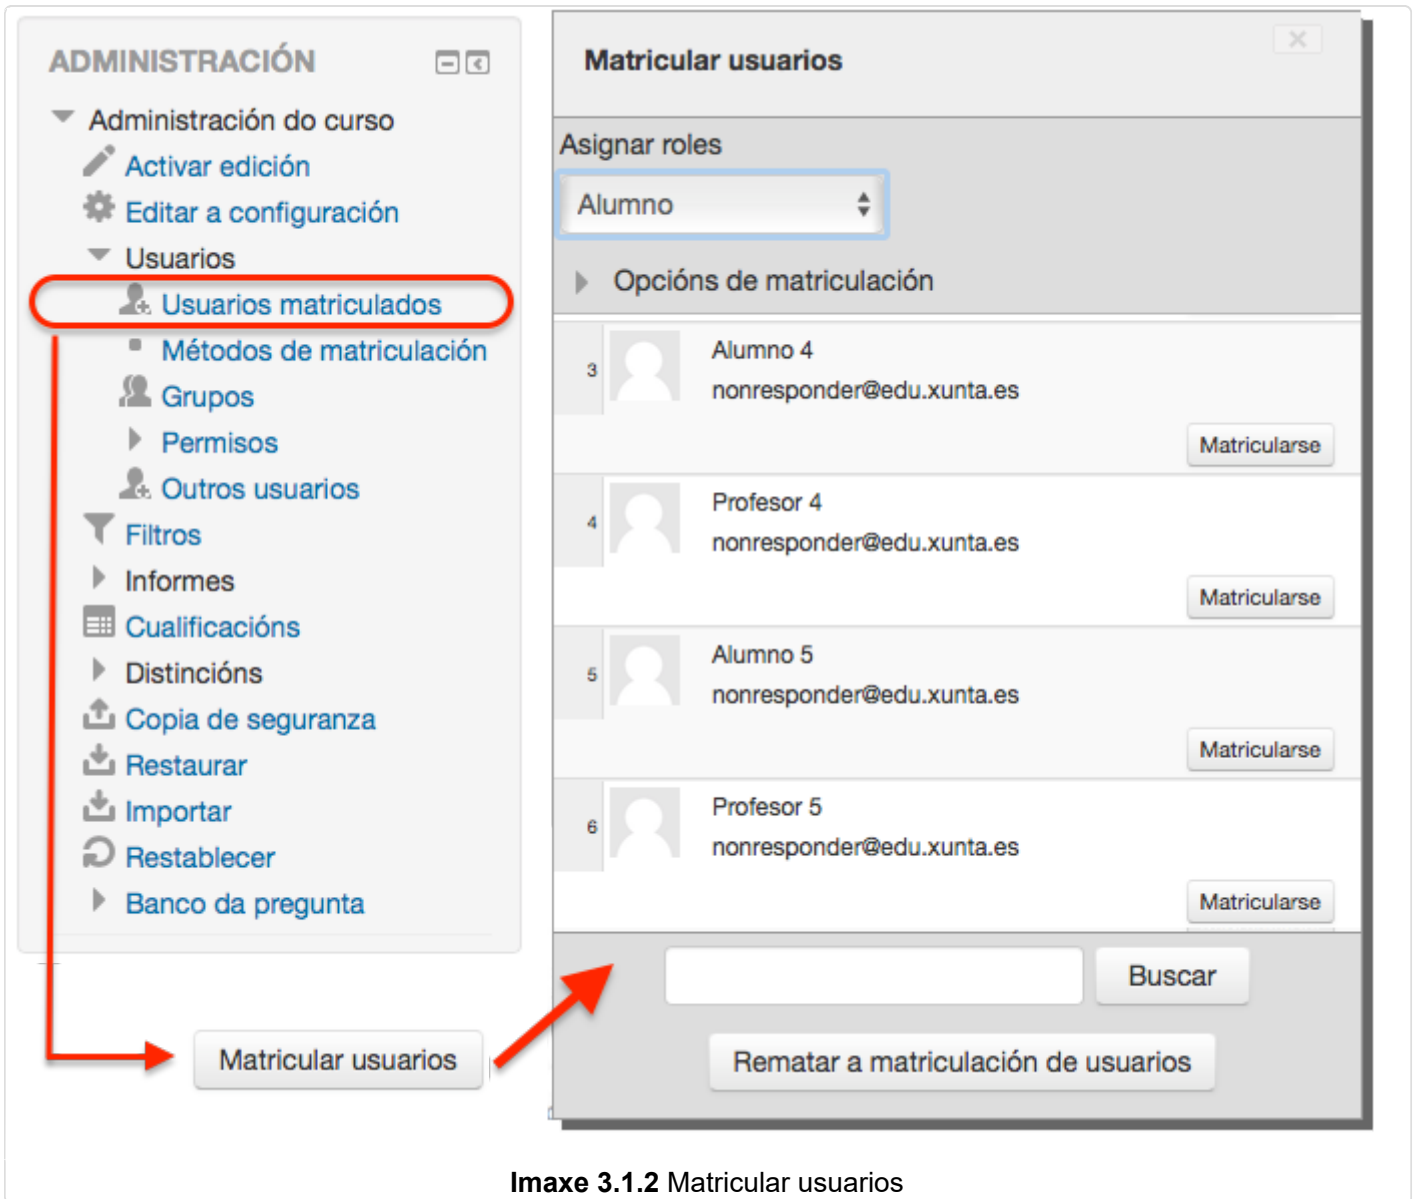 ADMINISTRACIÓN
Administración do curso
Activar edición
Editar a configuración
Usuarios
Usuarios matriculados
Métodos de matriculación
Grupos
Permisos
Outros usuarios
Filtros
Informes
Cualificacións
Distincións
Copia de seguranza
Restaurar
Importar
Restablecer
Banco da pregunta
Matricular usuarios
Matricular usuarios
Asignar roles
Alumno
Opcións de matriculación
3
Alumno 4
nonresponder@edu.xunta.es
Matricularse
4
Profesor 4
nonresponder@edu.xunta.es
Matricularse
5
Alumno 5
nonresponder@edu.xunta.es
Matricularse
6
Profesor 5
nonresponder@edu.xunta.es
Matricularse
Buscar
Rematar a matriculación de usuarios
Imaxe 3.1.2 Matricular usuarios